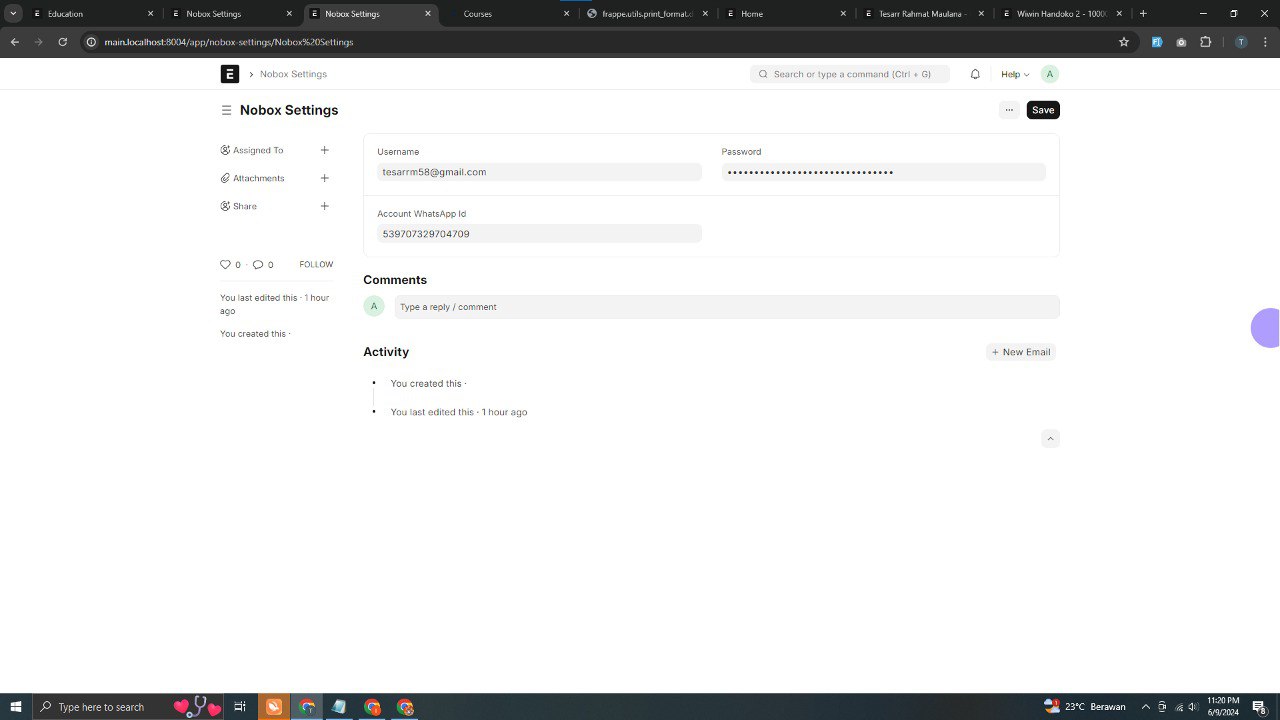 Education
Nobox Settings
Nobox Settings
Courses
frappe.utils.print_format.d
Home
Tesarr Rahmat Maulana -
Wiwin Handoko 2 - 1000
main.localhost:8004/app/nobox-settings/Nobox%20Settings
Nobox Settings
Search or type a command (Ctrl + G)
Help
A
Nobox Settings
···
Save
Assigned To
Attachments
Share
0 · 0 FOLLOW
You last edited this · 1 hour
ago
You created this ·
Username
tesarrm58@gmail.com
Password
Account WhatsApp Id
539707329704709
Comments
A
Type a reply / comment
Activity
+ New Email
You created this ·
You last edited this · 1 hour ago
Type here to search
23°C Berawan
11:20 PM
6/9/2024